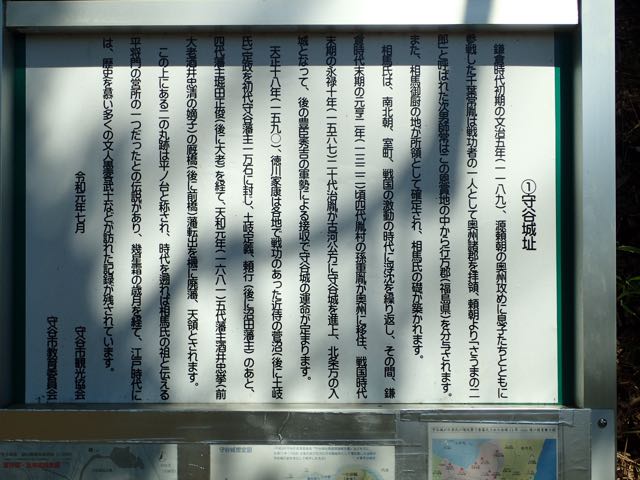 ①守谷城址
鎌倉時代初期の文治五年(一一八九)、源頼朝の奥州攻めに息子たちとともに
参戦した千葉常胤は戦功者の一人として奥州諸郡を拝領、頼朝より「さうまの二
郎」と呼ばれた次男師常はこの恩賞地の中から行方郡(福島県)を分与されます。
また、相馬御厨の地が所領として確定され、相馬氏の礎が築かれます。
相馬氏は、南北朝、室町、戦国の激動の時代に浮沈を繰り返し、その間、鎌
倉時代末期の元亨二年(一三二二)頃四代胤村の孫重胤が奥州に移住、戦国時代
末期の永禄十年(一五六七)二十代治胤が古河公方に守谷城を進上、北条方の入
城となって、後の豊臣秀吉の軍勢による接収で守谷城の運命が定まります。
天正十八年(一五九〇)、徳川家康は各地で戦功のあった近侍の菅沼(後に土岐
氏)定政を初代守谷藩主一万石に封し、土岐定義、頼行(後に沼田藩主)のあと、
四代藩主堀田正俊(後に大老)を経て、天和元年(一六八一)五代藩主酒井忠挙(前
大老酒井忠清の嫡子)の厩橋(後に前橋)藩転出を機に廃藩、天領とされます。
この上にある二の丸跡は平ノ台と称され、時代を遡れば相馬氏の祖と伝える
平将門の営所の一つだったとの伝説があり、幾星霜の歳月を経て、江戸時代に
は、歴史を慕い多くの文人墨客武士などが訪れた記録が残されています。
令和元年七月
守谷市観光協会
守谷市教育委員会